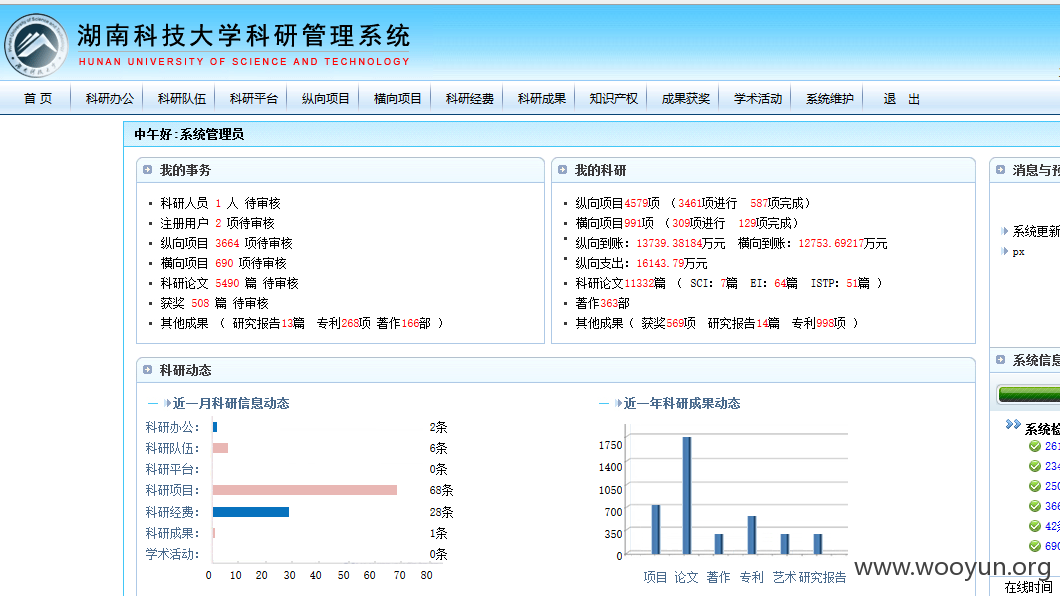 湖南科技大学科研管理系统
HUNAN UNIVERSITY OF SCIENCE AND TECHNOLOGY
首 页 科研办公 科研队伍 科研平台 纵向项目 横向项目 科研经费 科研成果 知识产权 成果获奖 学术活动 系统维护 退 出
中午好:系统管理员
我的事务
科研人员 1 人 待审核
注册用户 2 项待审核
纵向项目 3664 项待审核
横向项目 690 项待审核
科研论文 5490 篇 待审核
获奖 508 篇 待审核
其他成果 （ 研究报告13篇 专利268项 著作166部 ）
我的科研
纵向项目4579项 （3461项进行 587项完成）
横向项目991项 （309项进行 129项完成）
纵向到账：13739.38184万元 横向到账：12753.69217万元
纵向支出：16143.79万元
科研论文11332篇 （ SCI：7篇 EI：64篇 ISTP：51篇 ）
著作363部
其他成果（ 获奖569项 研究报告14篇 专利998项 ）
消息与预
系统更新
px
科研动态
近一月科研信息动态
科研办公： 2条
科研队伍： 6条
科研平台： 0条
科研项目： 68条
科研经费： 28条
科研成果： 1条
学术活动： 0条
0 10 20 30 40 50 60 70 80
近一年科研成果动态
1750
1400
1050
700
350
0
项目 论文 著作 专利 艺术 研究报告
系统信息
系统检
261
234
250
366
42条
690
在线时间
www.wooyun.org